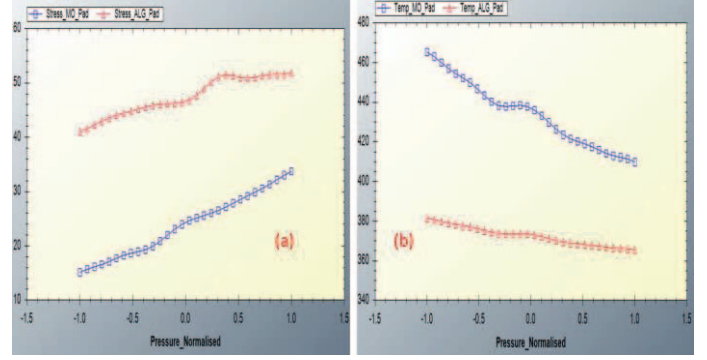 Stress_MO_Pad Stress_ALG_Pad
60
50
40
30
20
10
(a)
-1.5 -1.0 -0.5 0.0 0.5 1.0 1.5
Pressure_Normalised
Temp_MO_Pad Temp_ALG_Pad
480
460
440
420
400
380
360
340
(b)
-1.5 -1.0 -0.5 0.0 0.5 1.0 1.5
Pressure_Normalised